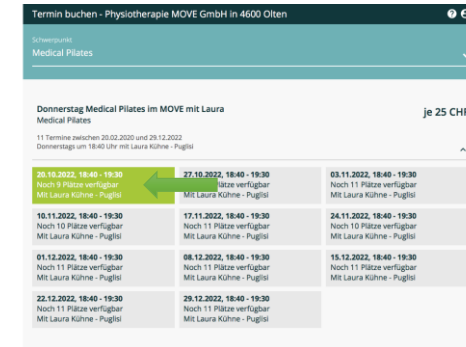 Termin buchen - Physiotherapie MOVE GmbH in 4600 Olten
Schwerpunkt
Medical Pilates
Donnerstag Medical Pilates im MOVE mit Laura
je 25 CHF
Medical Pilates
11 Termine zwischen 20.02.2020 und 29.12.2022
Donnerstags um 18:40 Uhr mit Laura Kühne - Puglisi
20.10.2022, 18:40 - 19:30
Noch 9 Plätze verfügbar
Mit Laura Kühne - Puglisi
27.10.2022, 18:40 - 19:30
Plätze verfügbar
Mit Laura Kühne - Puglisi
03.11.2022, 18:40 - 19:30
Noch 11 Plätze verfügbar
Mit Laura Kühne - Puglisi
10.11.2022, 18:40 - 19:30
Noch 10 Plätze verfügbar
Mit Laura Kühne - Puglisi
17.11.2022, 18:40 - 19:30
Noch 11 Plätze verfügbar
Mit Laura Kühne - Puglisi
24.11.2022, 18:40 - 19:30
Noch 10 Plätze verfügbar
Mit Laura Kühne - Puglisi
01.12.2022, 18:40 - 19:30
Noch 11 Plätze verfügbar
Mit Laura Kühne - Puglisi
08.12.2022, 18:40 - 19:30
Noch 11 Plätze verfügbar
Mit Laura Kühne - Puglisi
15.12.2022, 18:40 - 19:30
Noch 11 Plätze verfügbar
Mit Laura Kühne - Puglisi
22.12.2022, 18:40 - 19:30
Noch 11 Plätze verfügbar
Mit Laura Kühne - Puglisi
29.12.2022, 18:40 - 19:30
Noch 11 Plätze verfügbar
Mit Laura Kühne - Puglisi